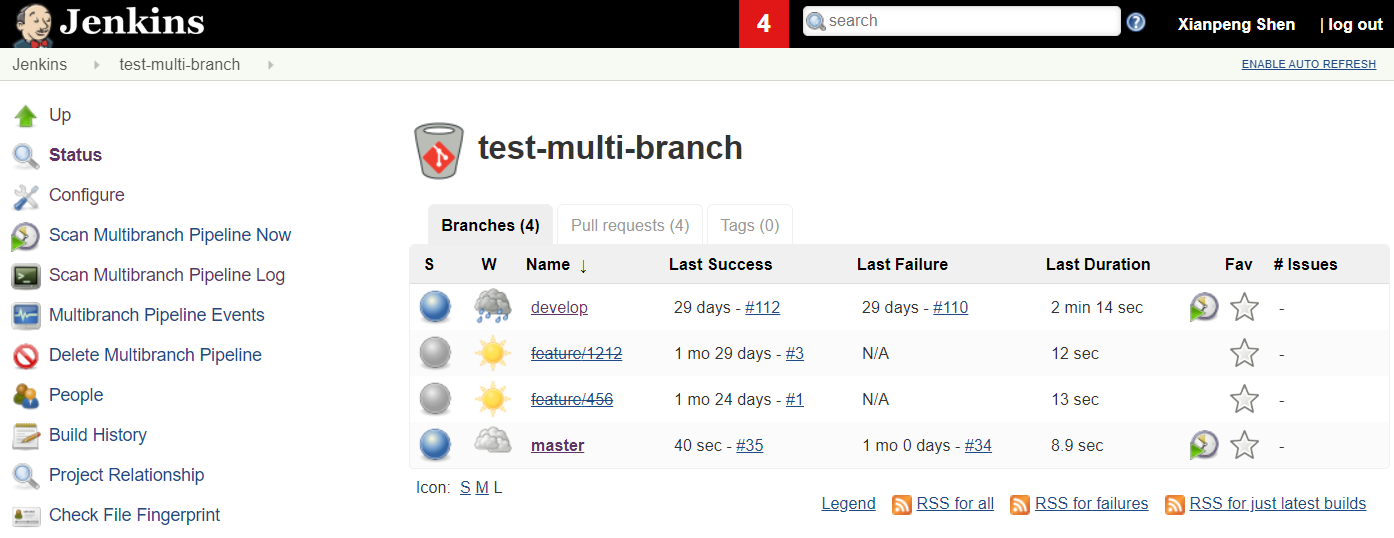 Jenkins 4 search ? Xianpeng Shen | log out
Jenkins test-multi-branch ENABLE AUTO REFRESH
Up
Status
Configure
Scan Multibranch Pipeline Now
Scan Multibranch Pipeline Log
Multibranch Pipeline Events
Delete Multibranch Pipeline
People
Build History
Project Relationship
Check File Fingerprint
test-multi-branch
Branches (4) Pull requests (4) Tags (0)
S W Name ↓ Last Success Last Failure Last Duration Fav # Issues
develop 29 days - #112 29 days - #110 2 min 14 sec -
feature/1212 1 mo 29 days - #3 N/A 12 sec -
feature/456 1 mo 24 days - #1 N/A 13 sec -
master 40 sec - #35 1 mo 0 days - #34 8.9 sec -
Icon: S M L
Legend RSS for all RSS for failures RSS for just latest builds